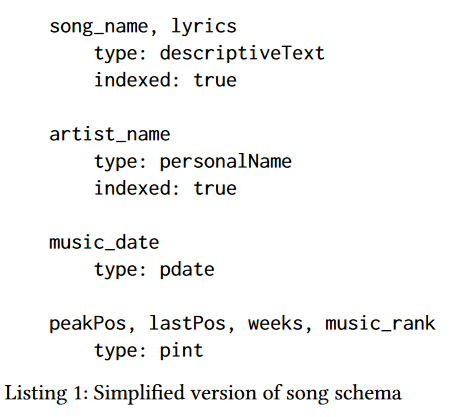 song_name, lyrics
type: descriptiveText
indexed: true
artist_name
type: personalName
indexed: true
music_date
type: pdate
peakPos, lastPos, weeks, music_rank
type: pint
Listing 1: Simplified version of song schema